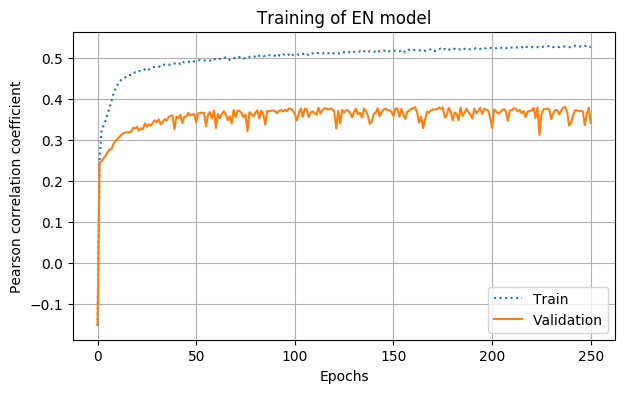 Training of EN model
Pearson correlation coefficient
0.5
0.4
0.3
0.2
0.1
0.0
−0.1
0
50
100
150
200
250
Epochs
Train
Validation